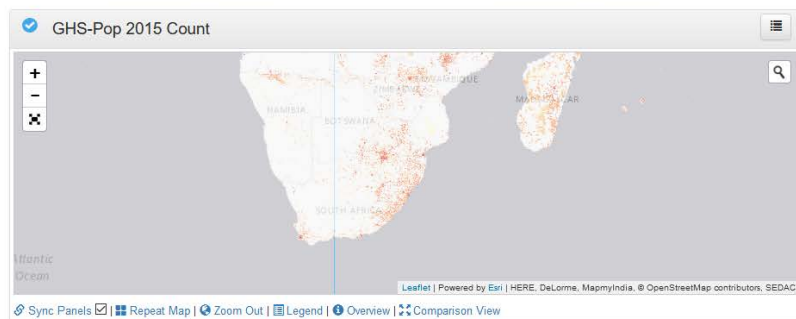 GHS-Pop 2015 Count
+
−
MOZAMBIQUE
ZIMBABWE
MADAGASCAR
NAMIBIA
BOTSWANA
SOUTH AFRICA
Atlantic
Ocean
Leaflet | Powered by Esri | HERE, DeLorme, MapmyIndia, © OpenStreetMap contributors, SEDAC
Sync Panels | Repeat Map | Zoom Out | Legend | Overview | Comparison View